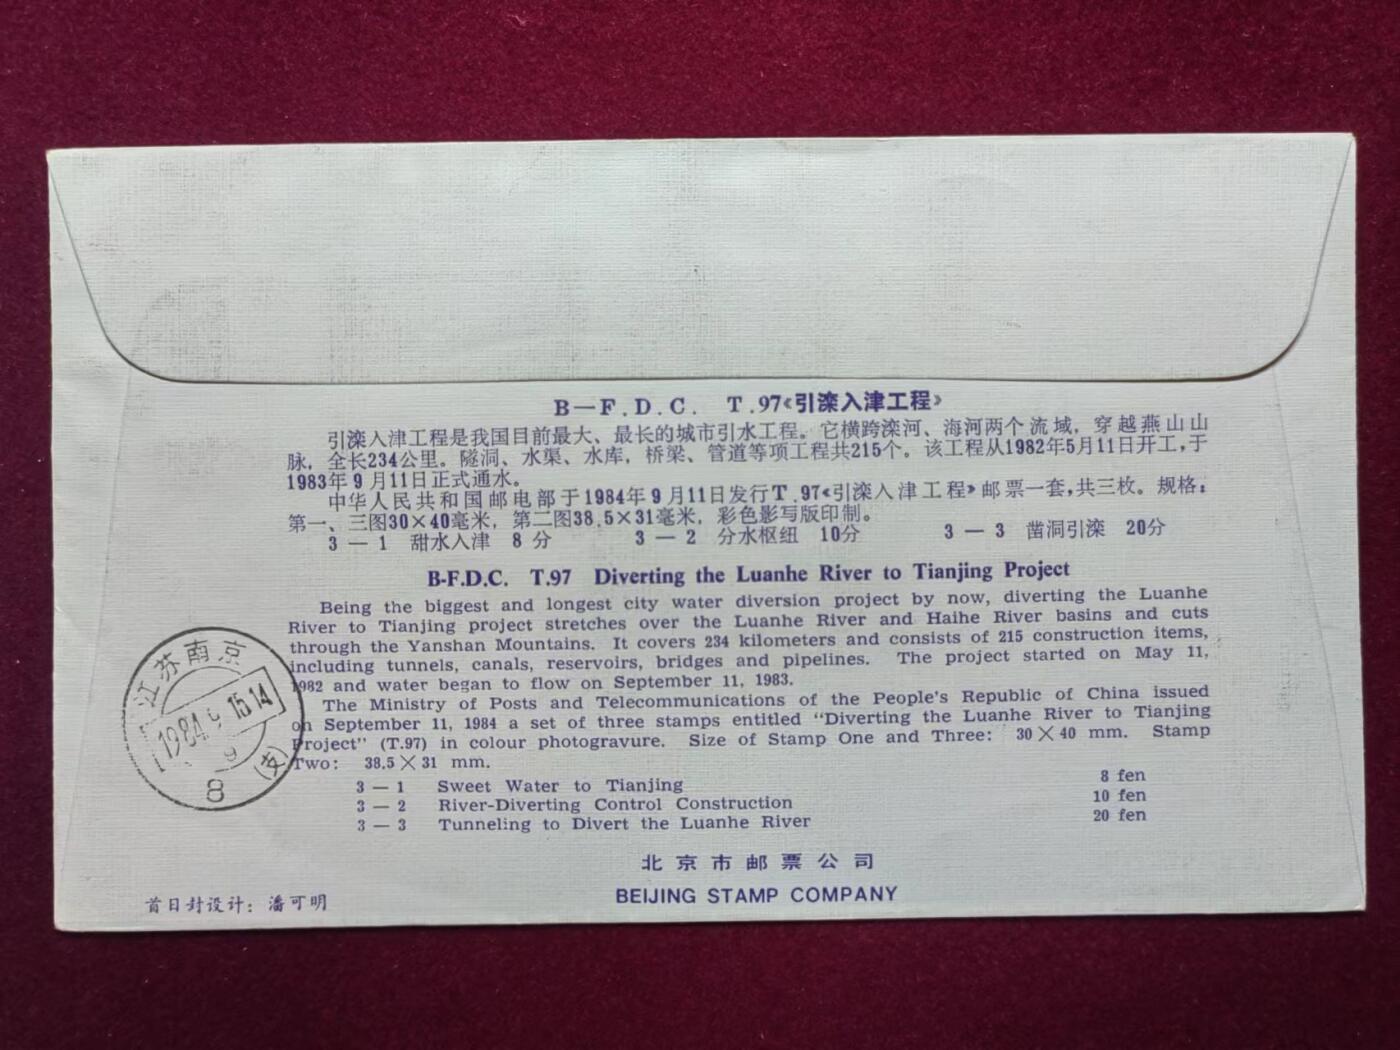 B—F.D.C. T.97《引滦入津工程》
引滦入津工程是我国目前最大、最长的城市引水工程。它横跨滦河、海河两个流域，穿越燕山山
脉，全长234公里。隧洞、水渠、水库，桥梁、管道等项工程共215个。该工程从1982年5月11日开工，于
1983年9月11日正式通水。
中华人民共和国邮电部于1984年9月11日发行T.97《引滦入津工程》邮票一套，共三枚。规格：
第一、三图30×40毫米，第二图38.5×31毫米，彩色影写版印制。
3—1 甜水入津 8分 3—2 分水枢纽 10分 3—3 凿洞引滦 20分
B-F.D.C. T.97 Diverting the Luanhe River to Tianjing Project
Being the biggest and longest city water diversion project by now, diverting the Luanhe
River to Tianjing project stretches over the Luanhe River and Haihe River basins and cuts
through the Yanshan Mountains. It covers 234 kilometers and consists of 215 construction items,
including tunnels, canals, reservoirs, bridges and pipelines. The project started on May 11,
1982 and water began to flow on September 11, 1983.
The Ministry of Posts and Telecommunications of the People's Republic of China issued
on September 11, 1984 a set of three stamps entitled “Diverting the Luanhe River to Tianjing
Project” (T.97) in colour photogravure. Size of Stamp One and Three: 30×40 mm. Stamp
Two: 38.5×31 mm.
3—1 Sweet Water to Tianjing 8 fen
3—2 River-Diverting Control Construction 10 fen
3—3 Tunneling to Divert the Luanhe River 20 fen
北京市邮票公司
BEIJING STAMP COMPANY
首日封设计：潘可明
江苏南京
1984.9.15.14
9
8
(支)